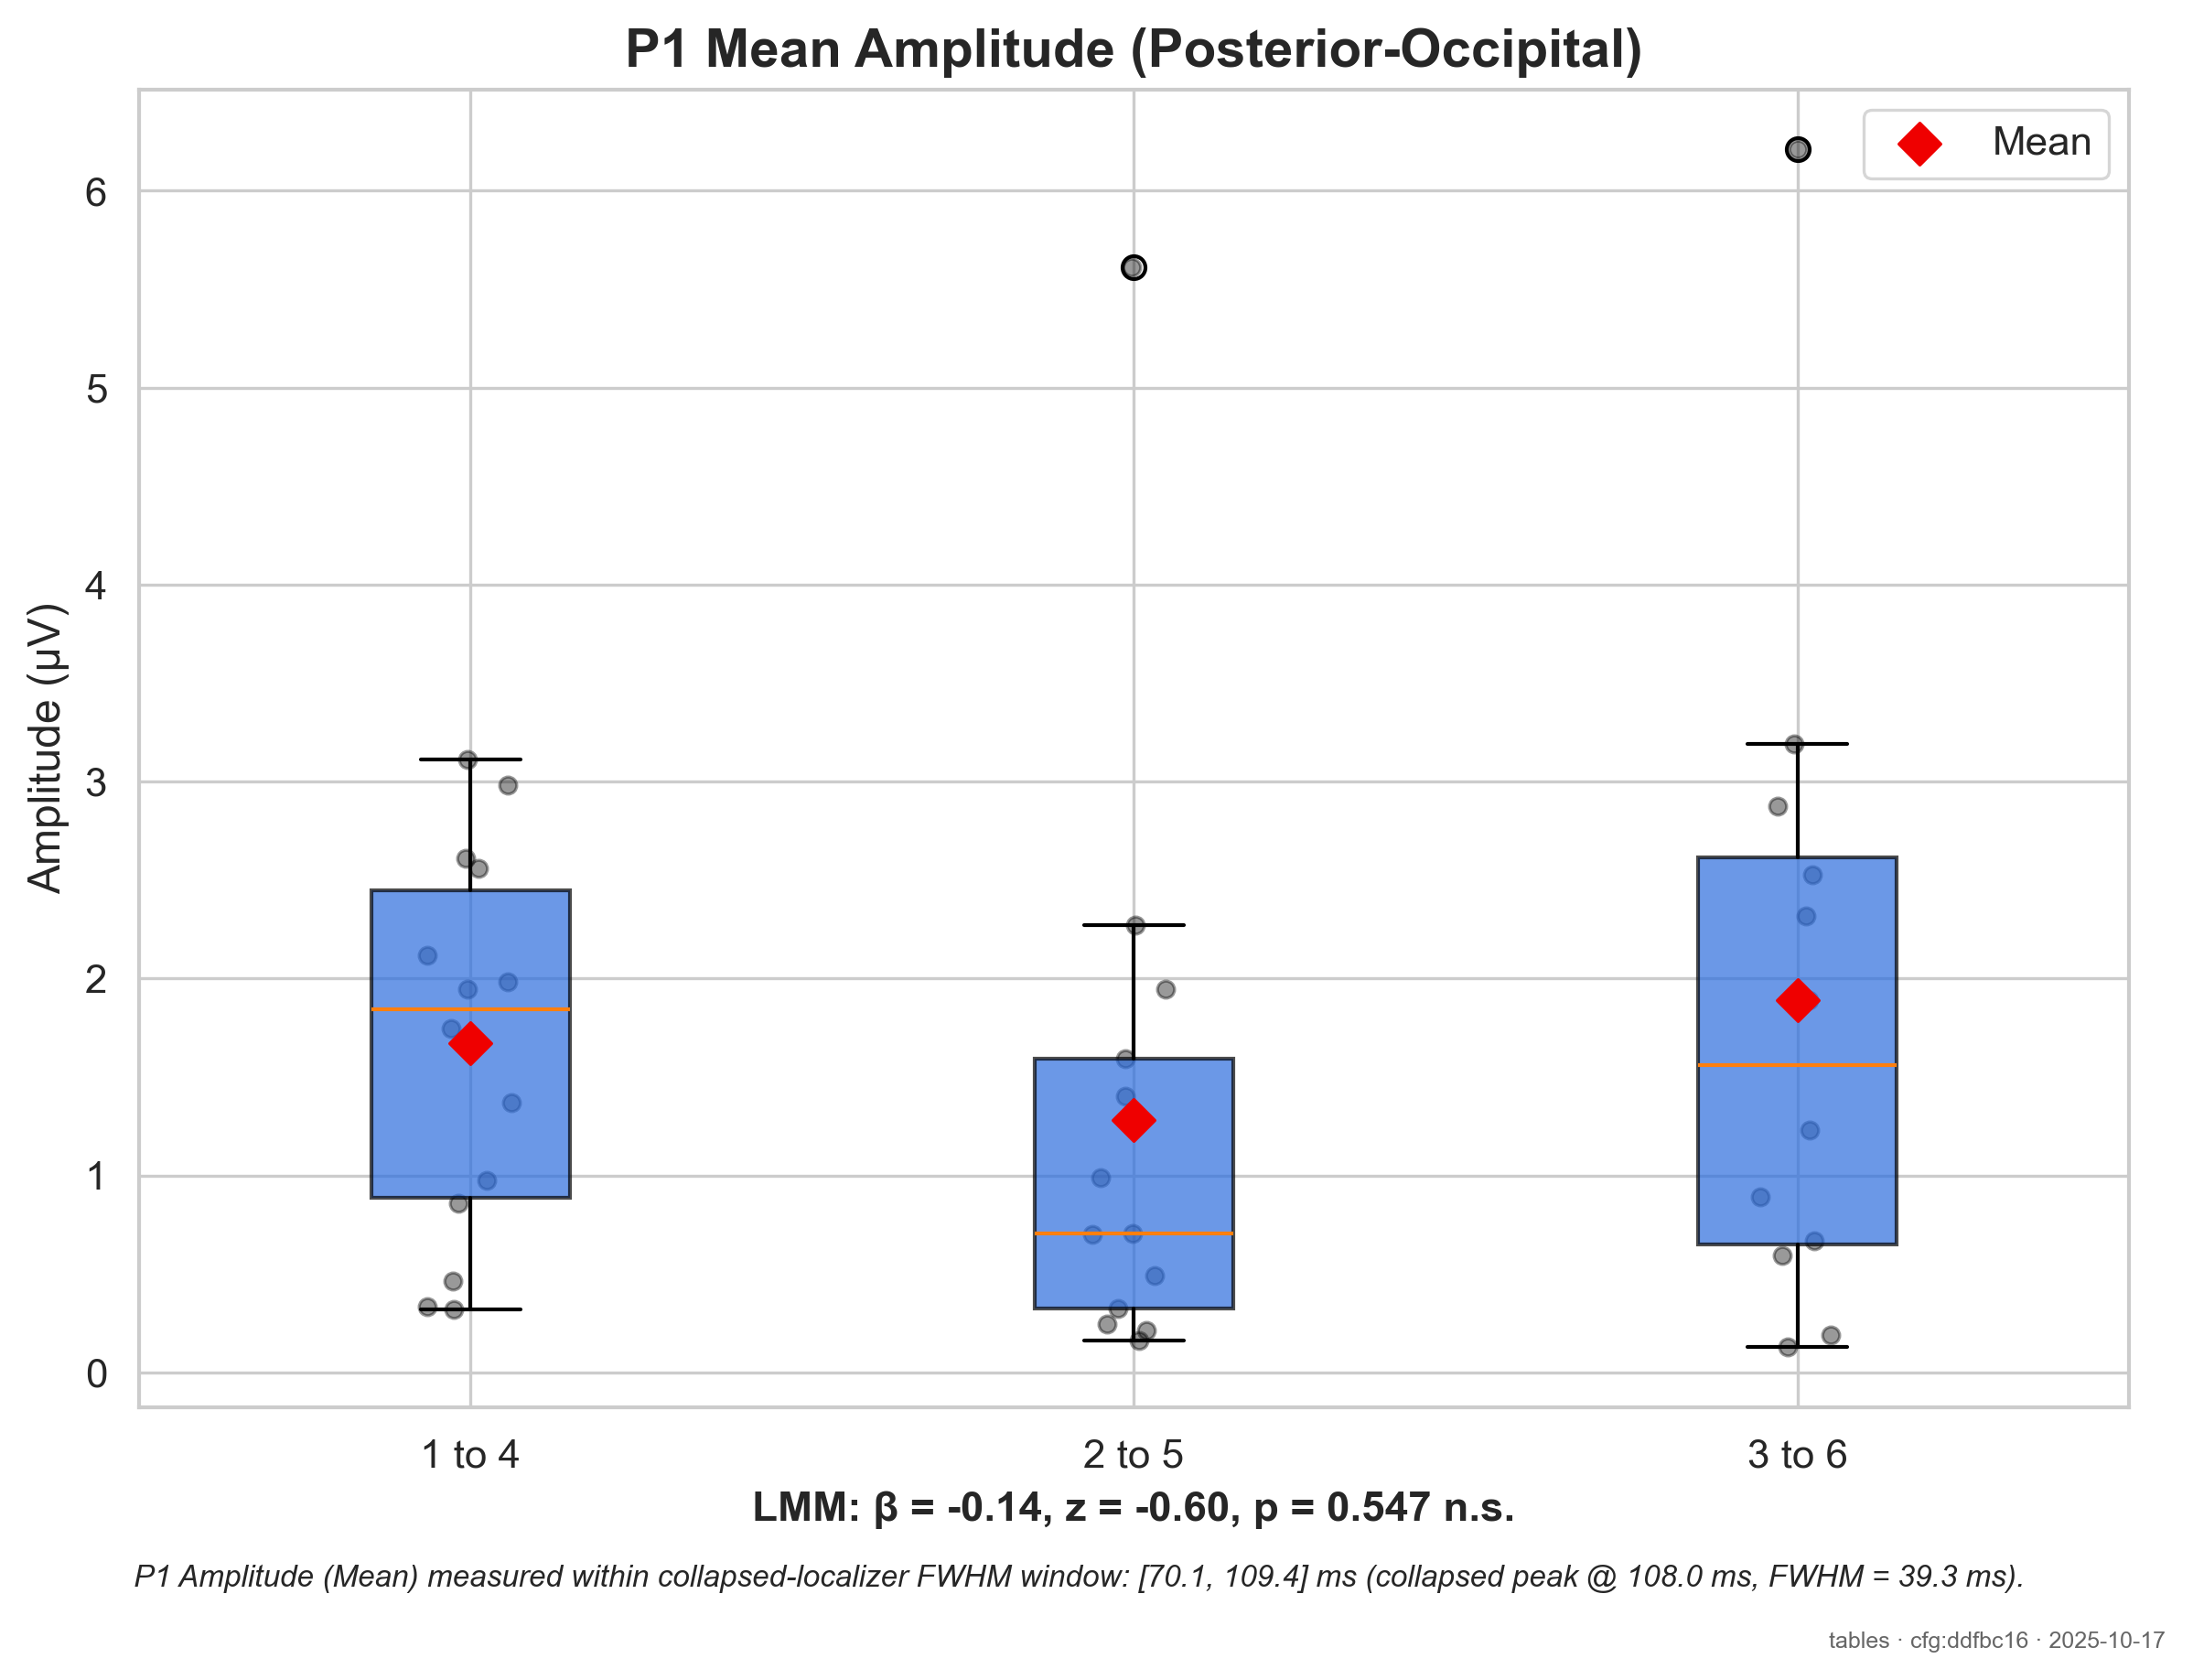 P1 Mean Amplitude (Posterior-Occipital)
Mean
Amplitude (µV)
6
5
4
3
2
1
0
1 to 4
2 to 5
3 to 6
LMM: β = -0.14, z = -0.60, p = 0.547 n.s.
P1 Amplitude (Mean) measured within collapsed-localizer FWHM window: [70.1, 109.4] ms (collapsed peak @ 108.0 ms, FWHM = 39.3 ms).
tables · cfg:ddfbc16 · 2025-10-17